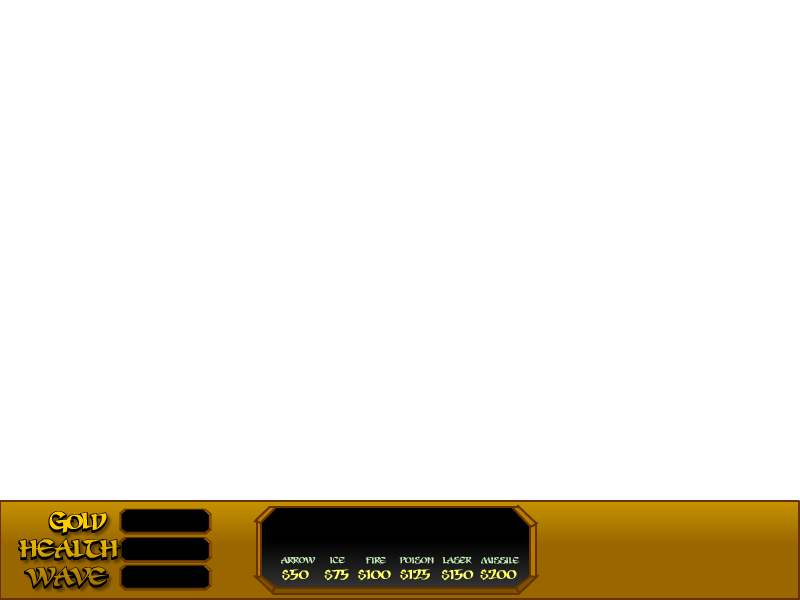 GOLD
HEALTH
WAVE
ARROW ICE FIRE POISON LASER MISSILE
$50 $75 $100 $125 $150 $200